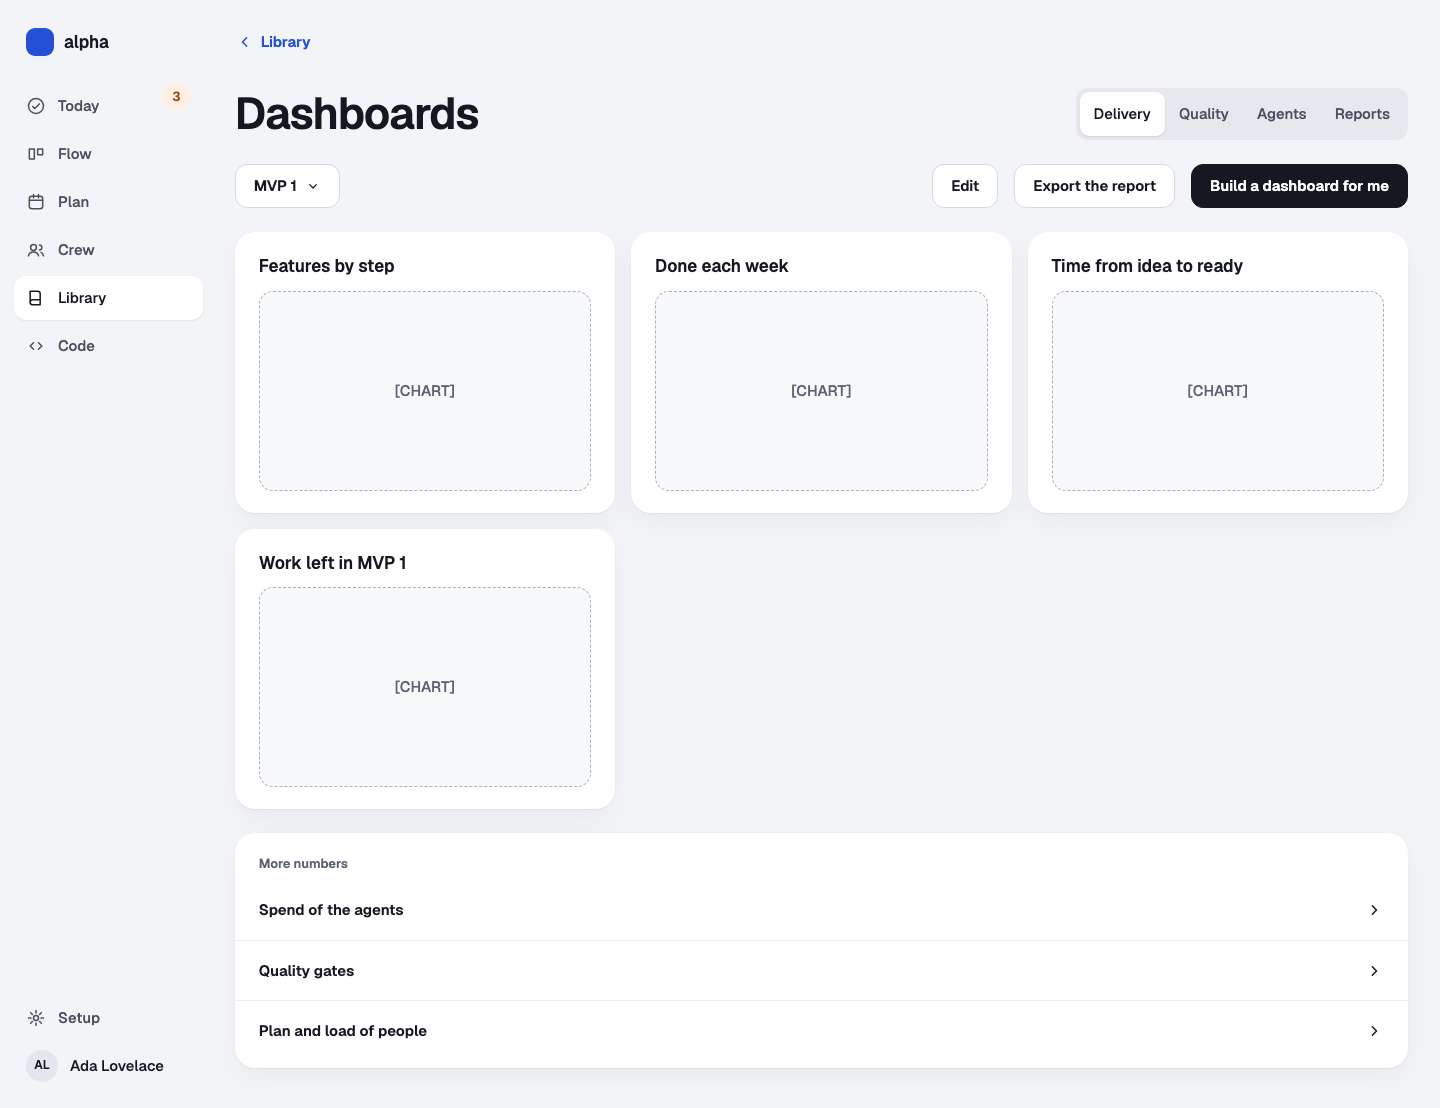 alpha
Library
Today
3
Flow
Plan
Crew
Library
Code
Setup
AL
Ada Lovelace
Dashboards
Delivery
Quality
Agents
Reports
MVP 1
Edit
Export the report
Build a dashboard for me
Features by step
[CHART]
Done each week
[CHART]
Time from idea to ready
[CHART]
Work left in MVP 1
[CHART]
More numbers
Spend of the agents
Quality gates
Plan and load of people